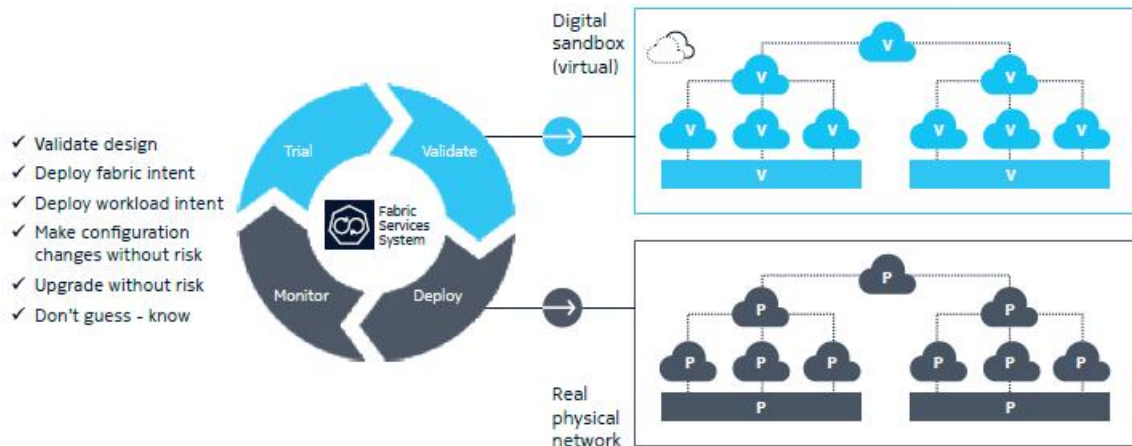 ✓ Validate design
✓ Deploy fabric intent
✓ Deploy workload intent
✓ Make configuration
changes without risk
✓ Upgrade without risk
✓ Don't guess - know
Trial
Validate
Monitor
Deploy
Fabric
Services
System
Digital
sandbox
(virtual)
V
V V
V V V V V V
V V
Real
physical
network
P
P P
P P P P P P
P P